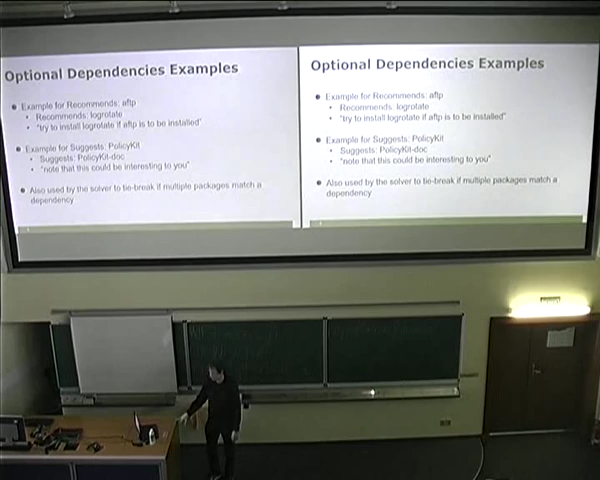 Optional Dependencies Examples
Example for Recommends: aftp
Recommends: logrotate
"try to install logrotate if aftp is to be installed"
Example for Suggests: PolicyKit
Suggests: PolicyKit-doc
"note that this could be interesting to you"
Also used by the solver to tie-break if multiple packages match a
dependency
Optional Dependencies Examples
Example for Recommends: aftp
Recommends: logrotate
"try to install logrotate if aftp is to be installed"
Example for Suggests: PolicyKit
Suggests: PolicyKit-doc
"note that this could be interesting to you"
Also used by the solver to tie-break if multiple packages match a
dependency